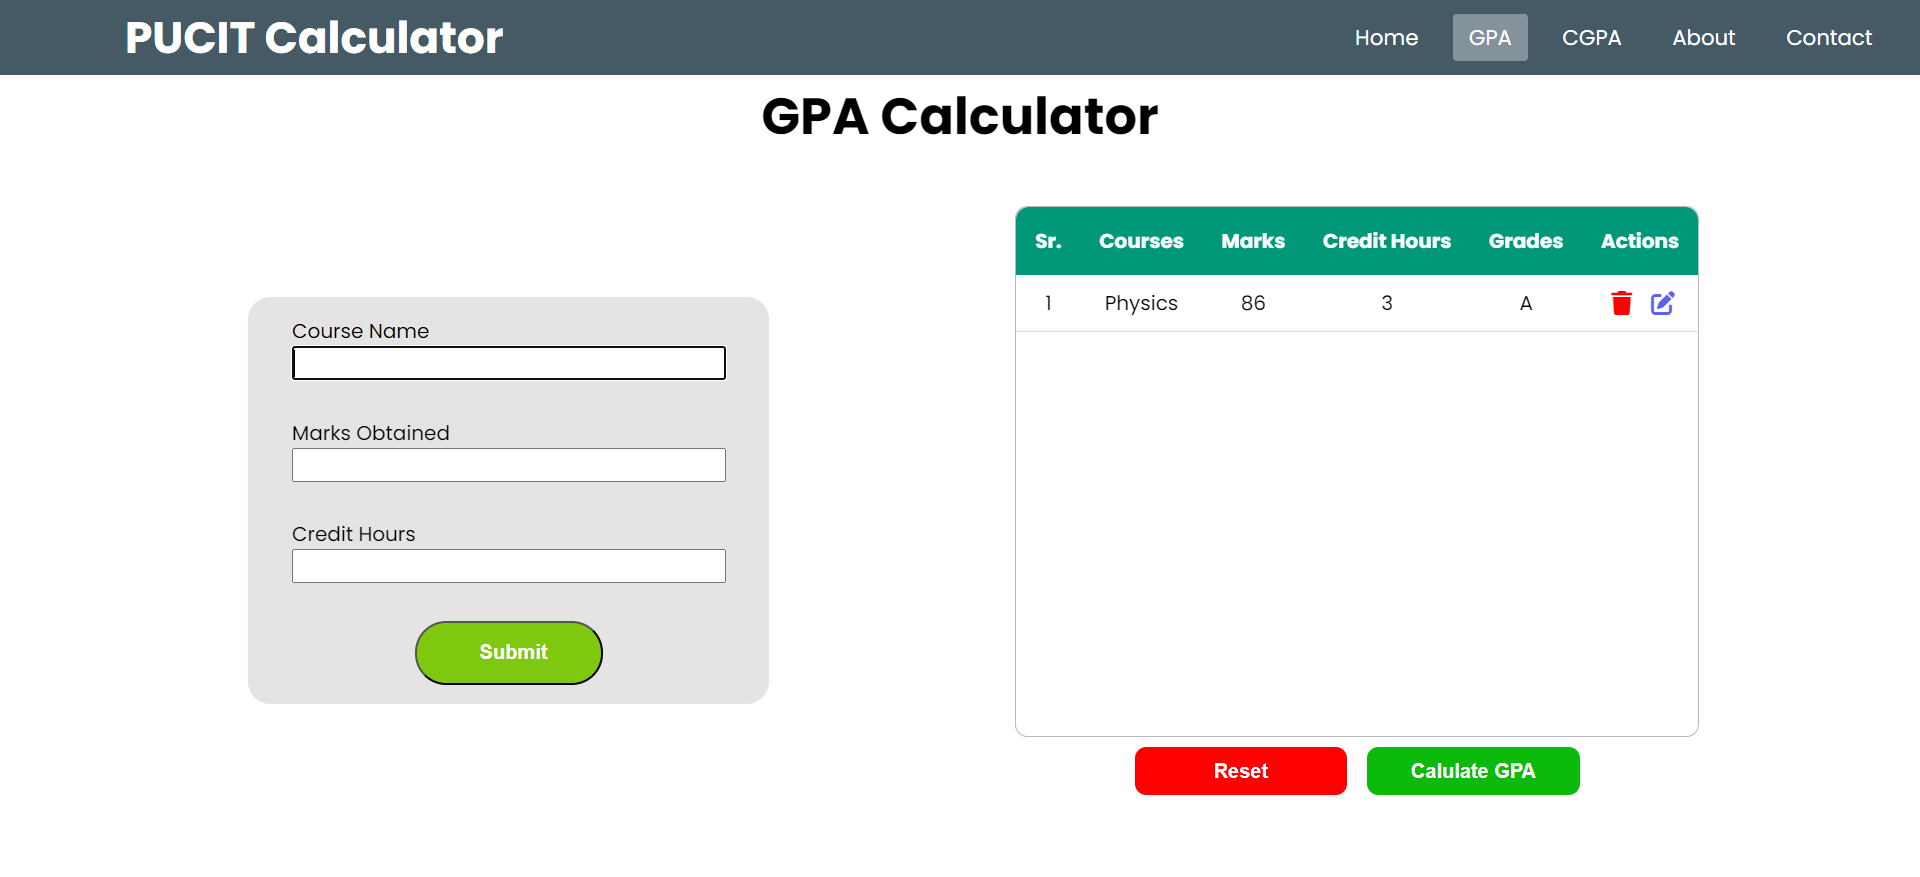 PUCIT Calculator
Home GPA CGPA About Contact
GPA Calculator
Course Name
Marks Obtained
Credit Hours
Submit
Sr. Courses Marks Credit Hours Grades Actions
1 Physics 86 3 A
Reset Calulate GPA